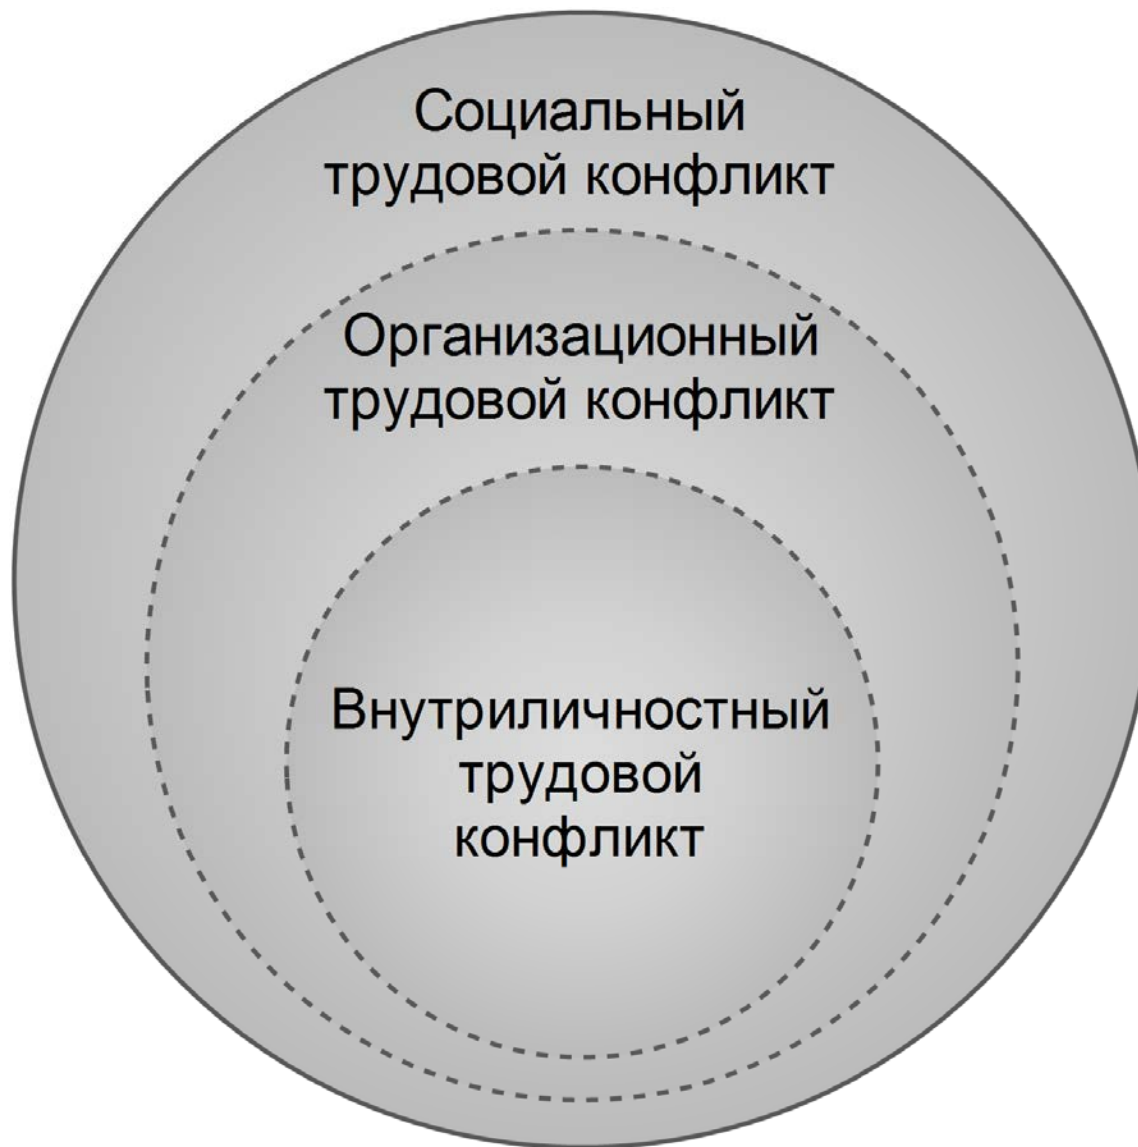 Социальный
трудовой конфликт
Организационный
трудовой конфликт
Внутриличностный
трудовой
конфликт